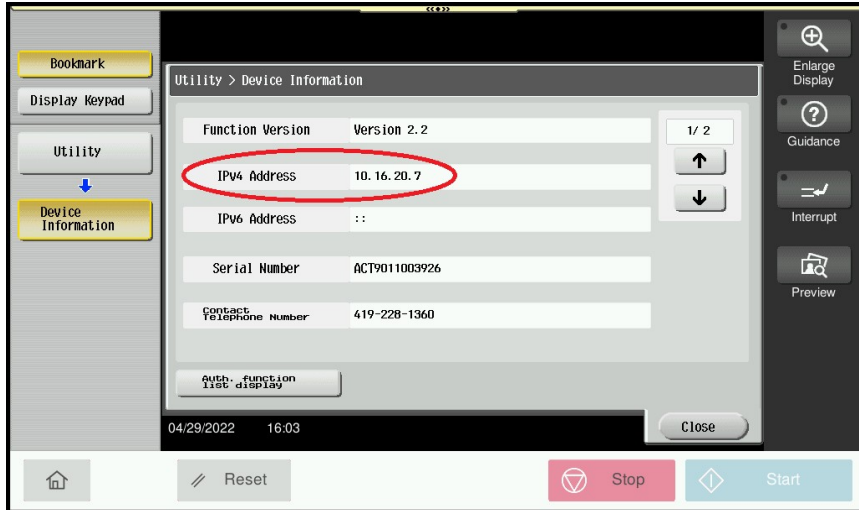 Bookmark
Display Keypad
Utility
Device
Information
Utility > Device Information
Function Version Version 2.2
IPv4 Address 10.16.20.7
IPv6 Address ::
Serial Number ACT9011003926
Contact
Telephone Number 419-228-1360
Auth. function
list display
1/ 2
Enlarge
Display
Guidance
Interrupt
Preview
04/29/2022 16:03
Close
Reset
Stop
Start